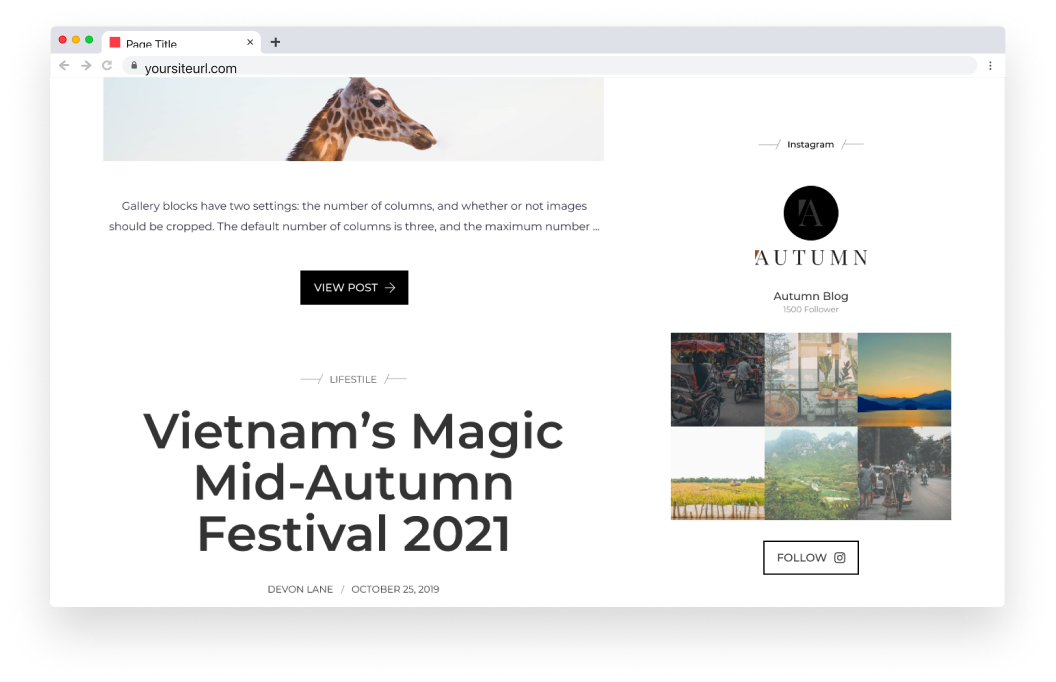 Page Title
yoursiteurl.com
Gallery blocks have two settings: the number of columns, and whether or not images
should be cropped. The default number of columns is three, and the maximum number ...
VIEW POST
LIFESTILE
Vietnam’s Magic
Mid-Autumn
Festival 2021
DEVON LANE / OCTOBER 25, 2019
Instagram
A
AUTUMN
Autumn Blog
1500 Follower
FOLLOW